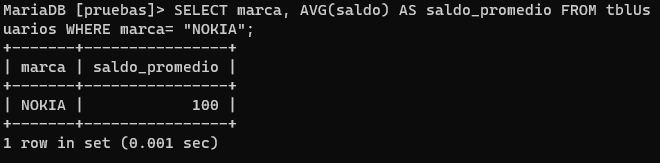 MariaDB [pruebas]> SELECT marca, AVG(saldo) AS saldo_promedio FROM tblUs
uarios WHERE marca= "NOKIA";
+-------+----------------+
| marca | saldo_promedio |
+-------+----------------+
| NOKIA |            100 |
+-------+----------------+
1 row in set (0.001 sec)